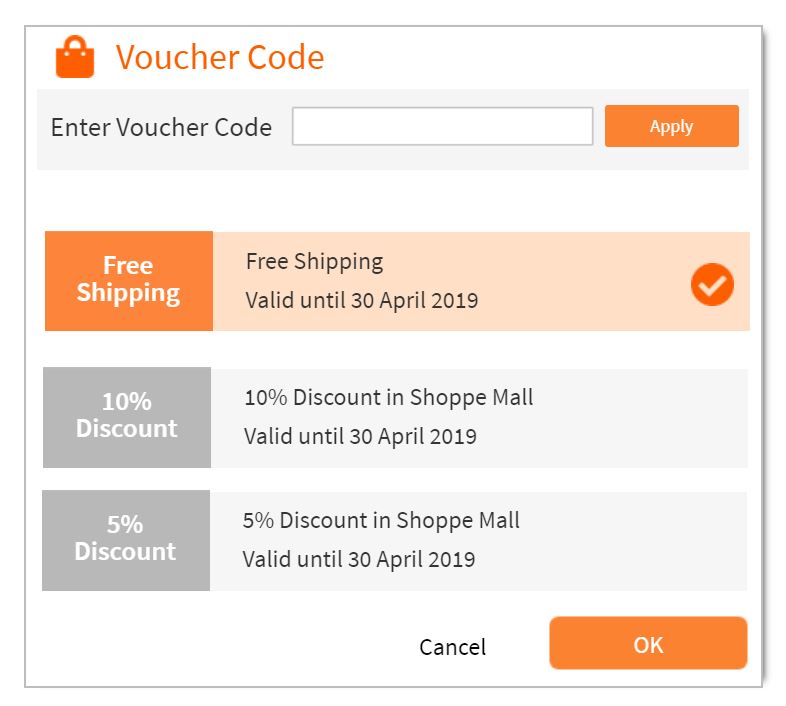 Voucher Code
Enter Voucher Code
Apply
Free
Shipping
Free Shipping
Valid until 30 April 2019
10%
Discount
10% Discount in Shoppe Mall
Valid until 30 April 2019
5%
Discount
5% Discount in Shoppe Mall
Valid until 30 April 2019
Cancel
OK